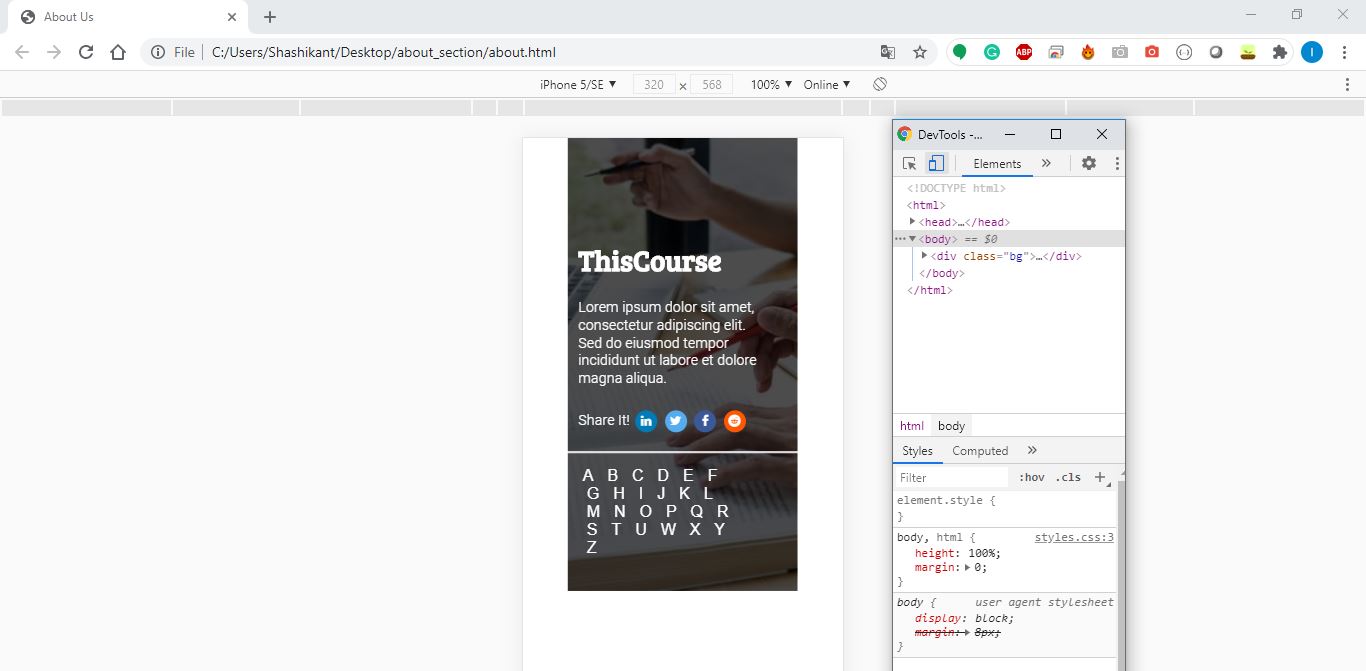 About Us
File
C:/Users/Shashikant/Desktop/about_section/about.html
ABP
I
iPhone 5/SE ▼ 320 × 568 100% ▼ Online ▼
ThisCourse
Lorem ipsum dolor sit amet,
consectetur adipiscing elit.
Sed do eiusmod tempor
incididunt ut labore et dolore
magna aliqua.
Share It! in f
A B C D E F
G H I J K L
M N O P Q R
S T U W X Y
Z
DevTools -...
Elements »
<!DOCTYPE html>
<html>
<head>…</head>
<body> == $0
<div class="bg">…</div>
</body>
</html>
html body
Styles Computed »
Filter :hov .cls +
element.style {
}
body, html { styles.css:3
height: 100%;
margin: 0;
}
body { user agent stylesheet
display: block;
margin: 8px;
}